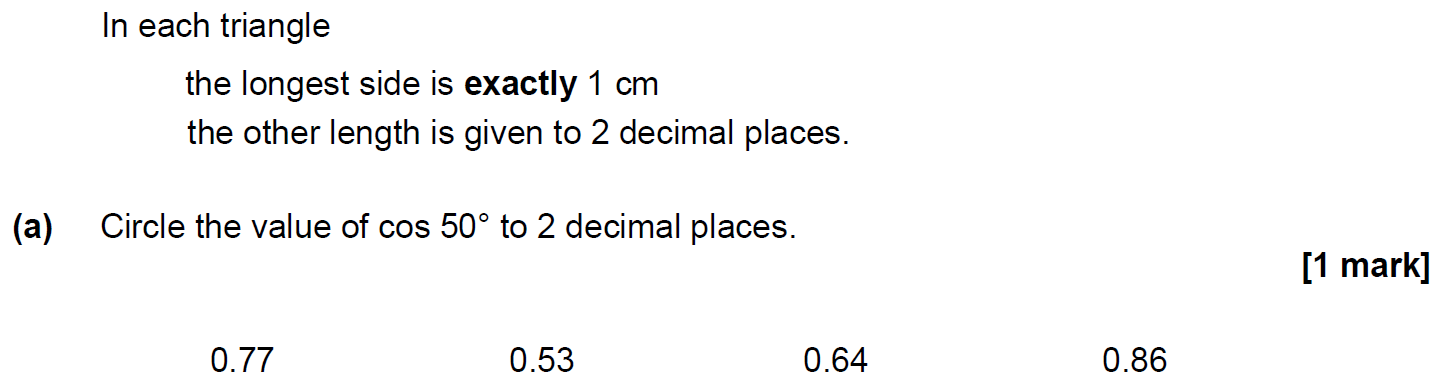 In each triangle
the longest side is exactly 1 cm
the other length is given to 2 decimal places.
(a) Circle the value of cos 50° to 2 decimal places.
[1 mark]
0.77 0.53 0.64 0.86